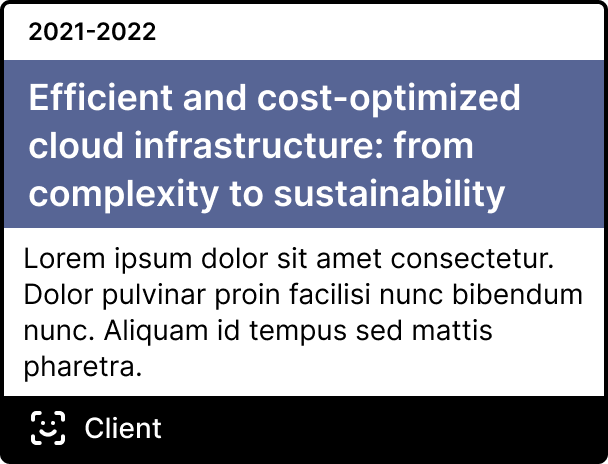 2021-2022
Efficient and cost-optimized
cloud infrastructure: from
complexity to sustainability
Lorem ipsum dolor sit amet consectetur.
Dolor pulvinar proin facilisi nunc bibendum
nunc. Aliquam id tempus sed mattis
pharetra.
Client